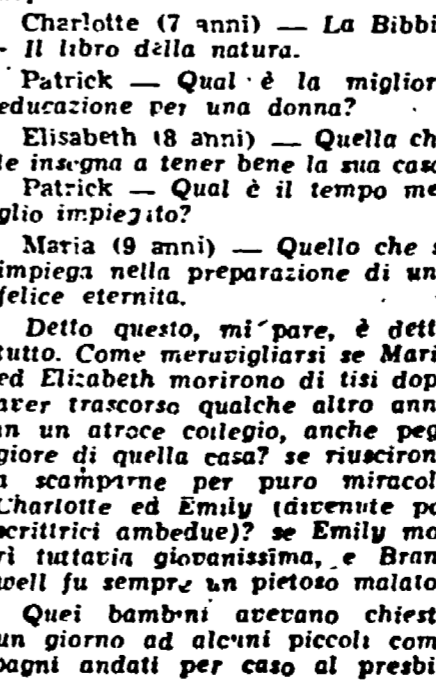 Charlotte (7 anni) — La Bibbi
- Il libro della natura.
Patrick — Qual è la miglior
educazione per una donna?
Elisabeth (8 anni) — Quella ch
le insegna a tener bene la sua casa
Patrick — Qual è il tempo me
glio impiegato?
Maria (9 anni) — Quello che s
impiega nella preparazione di un
felice eternita.
Detto questo, mi pare, è dett
tutto. Come meravigliarsi se Mari
ed Elizabeth morirono di tisi dop
aver trascorso qualche altro ann
in un atroce collegio, anche peg
giore di quella casa? se riusciron
a scamparne per puro miracol
Charlotte ed Emily (divenute po
scrittrici ambedue)? se Emily mo
rì tuttavia giovanissima, e Bran
well fu sempre un pietoso malato
Quei bambini avevano chiest
un giorno ad alcuni piccoli com
pagni andati per caso al presbi